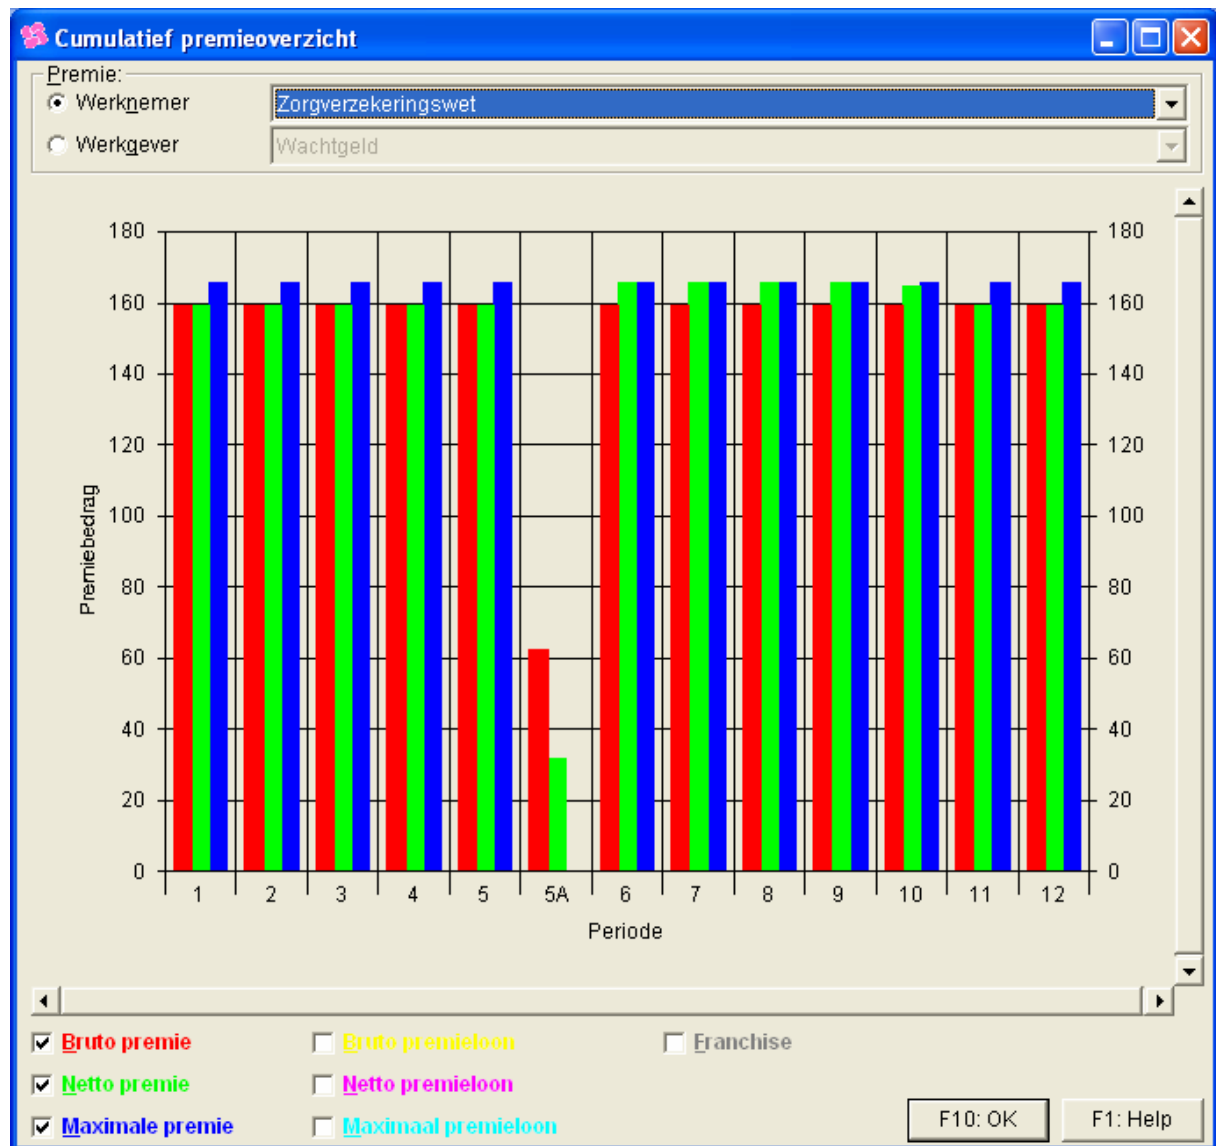 Cumulatief premieoverzicht
Premie:
Werknemer Zorgverzekeringswet
Werkgever Wachtgeld
180 180
160 160
140 140
120 120
100 100
80 80
60 60
40 40
20 20
0 0
Premiebedrag
1 2 3 4 5 5A 6 7 8 9 10 11 12
Periode
Bruto premie Bruto premieloon Franchise
Netto premie Netto premieloon
Maximale premie Maximaal premieloon
F10: OK F1: Help